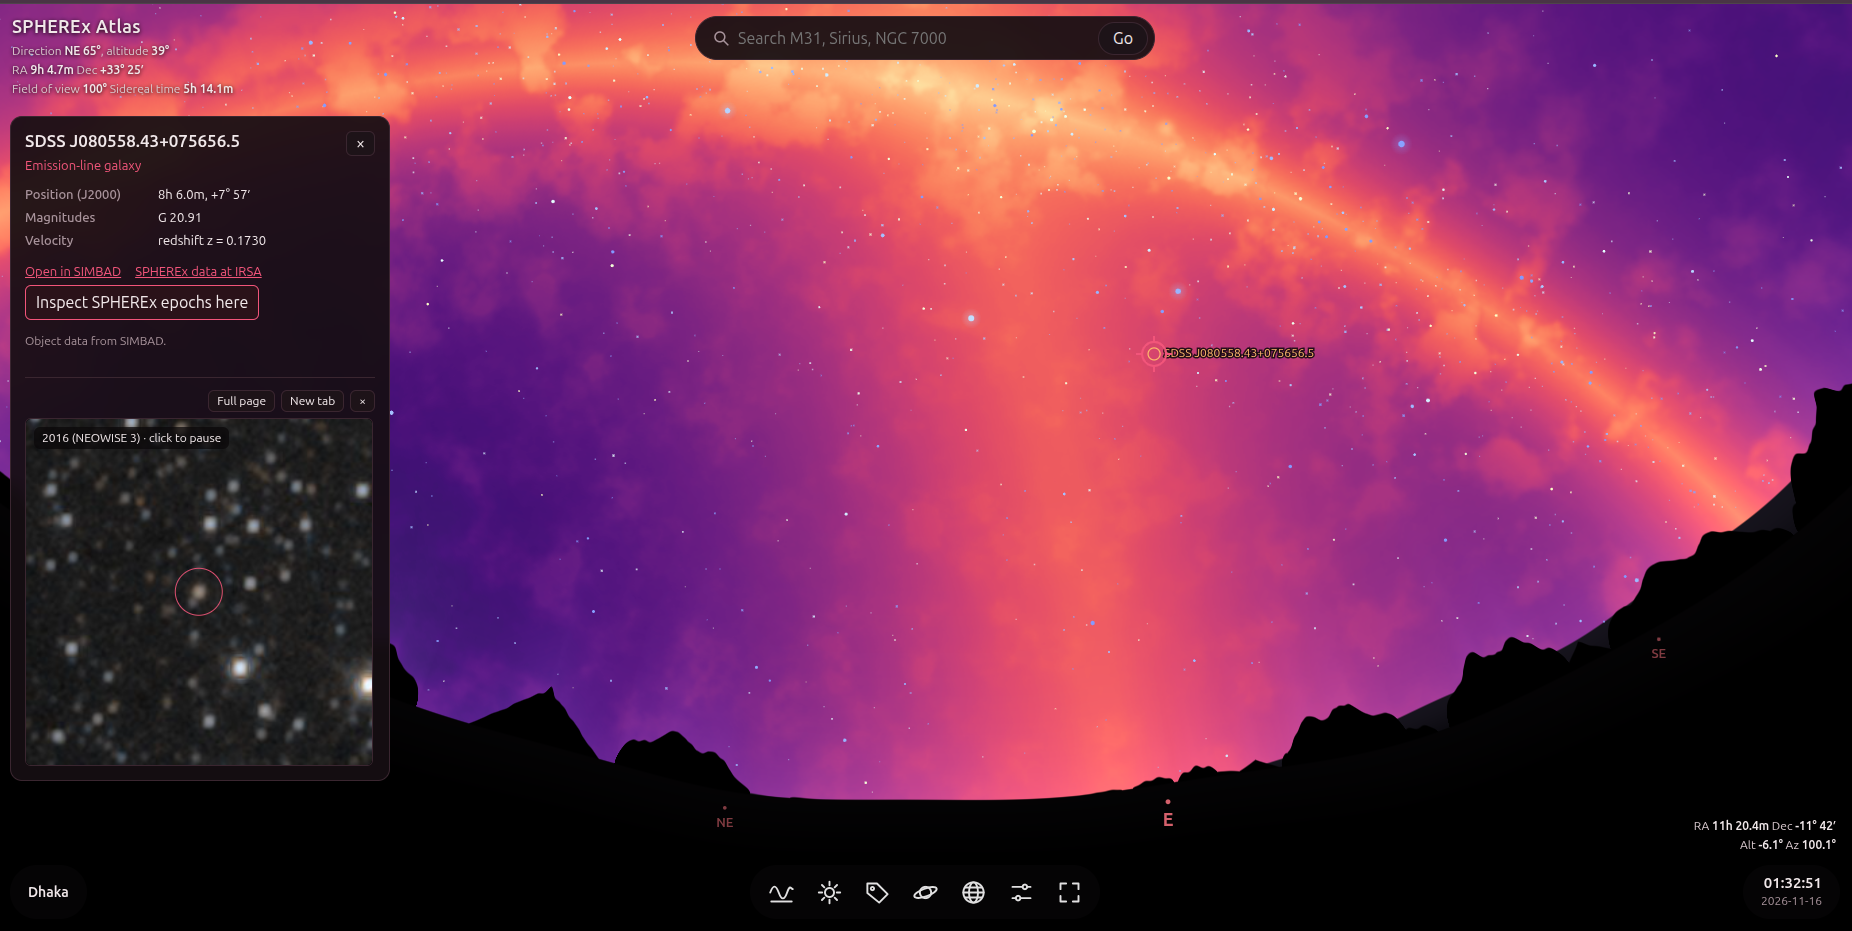 SPHEREx Atlas
Direction NE 65°, altitude 39°
RA 9h 4.7m Dec +33° 25′
Field of view 100° Sidereal time 5h 14.1m
Search M31, Sirius, NGC 7000
Go
SDSS J080558.43+075656.5
×
Emission-line galaxy
Position (J2000) 8h 6.0m, +7° 57′
Magnitudes G 20.91
Velocity redshift z = 0.1730
Open in SIMBAD SPHEREx data at IRSA
Inspect SPHEREx epochs here
Object data from SIMBAD.
Full page New tab ×
2016 (NEOWISE 3) · click to pause
SDSS J080558.43+075656.5
SE
NE
E
RA 11h 20.4m Dec -11° 42′
Alt -6.1° Az 100.1°
Dhaka
01:32:51
2026-11-16